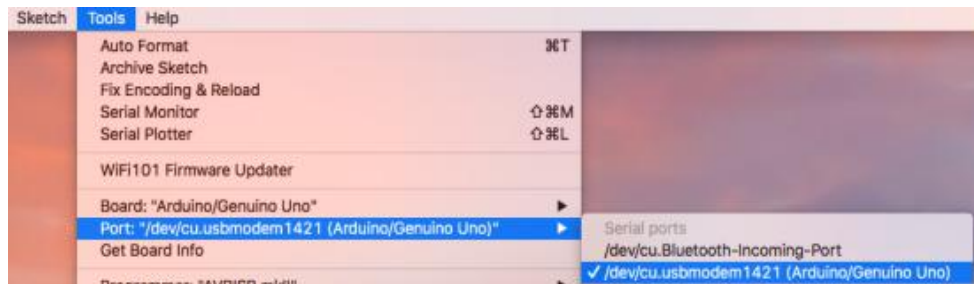 Sketch Tools Help
Auto Format ⌘T
Archive Sketch
Fix Encoding & Reload
Serial Monitor ⇧⌘M
Serial Plotter ⇧⌘L
WiFi101 Firmware Updater
Board: "Arduino/Genuino Uno" ▶
Port: "/dev/cu.usbmodem1421 (Arduino/Genuino Uno)" ▶
Get Board Info
Serial ports
/dev/cu.Bluetooth-Incoming-Port
✓ /dev/cu.usbmodem1421 (Arduino/Genuino Uno)